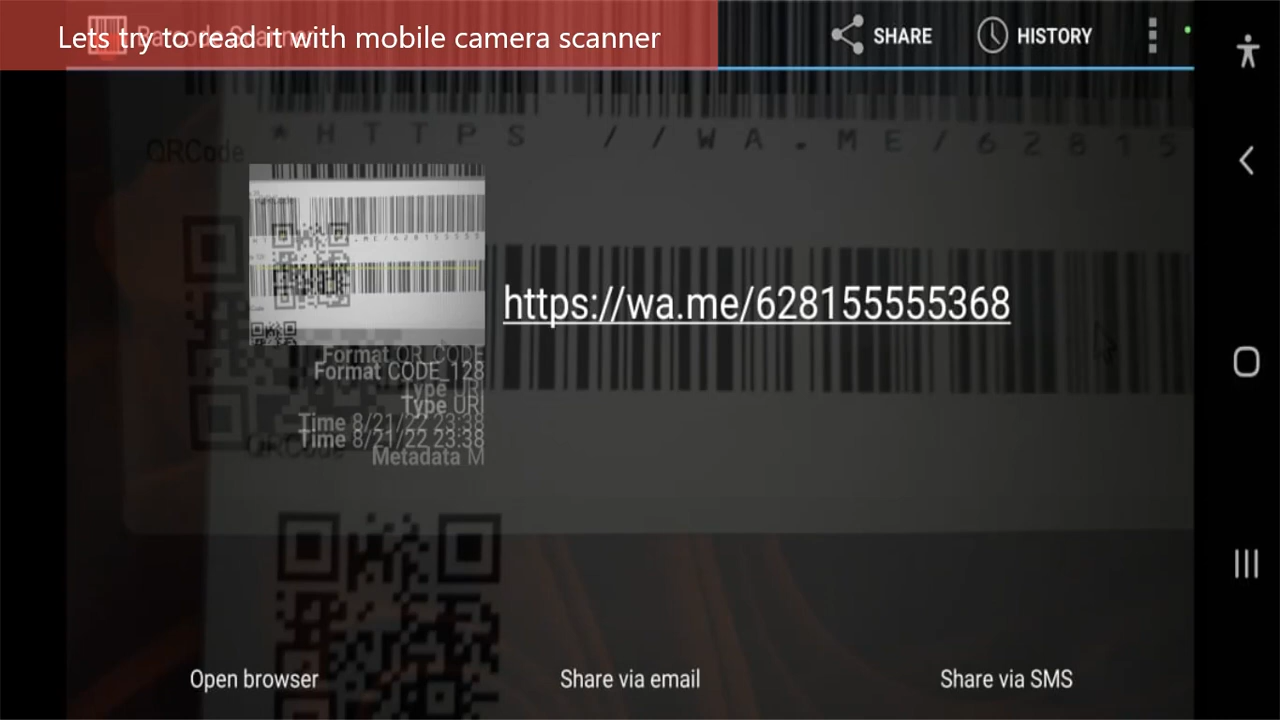 Lets try to read it with mobile camera scanner
Barcode Scanner
SHARE
HISTORY
*HTTPS //WA.ME/62815
QRCode
https://wa.me/628155555368
Format QR_CODE
Format CODE_128
Type URI
Type URI
Time 8/21/22 23:38
Time 8/21/22 23:38
Metadata M
QRCode
Open browser
Share via email
Share via SMS